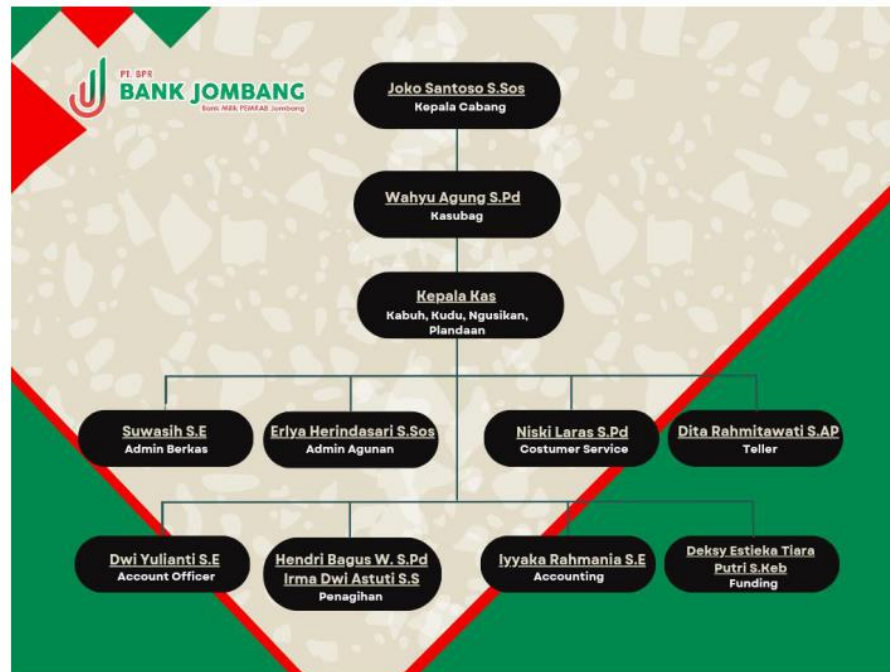 PT. BPR
BANK JOMBANG
Bank Milik PEMKAB Jombang
Joko Santoso S.Sos
Kepala Cabang
Wahyu Agung S.Pd
Kasubag
Kepala Kas
Kabuh, Kudu, Ngusikan,
Plandaan
Suwasih S.E
Admin Berkas
Erlya Herindasari S.Sos
Admin Agunan
Niski Laras S.Pd
Costumer Service
Dita Rahmitawati S.AP
Teller
Dwi Yulianti S.E
Account Officer
Hendri Bagus W. S.Pd
Irma Dwi Astuti S.S
Penagihan
Iyyaka Rahmania S.E
Accounting
Deksy Estieka Tiara
Putri S.Keb
Funding